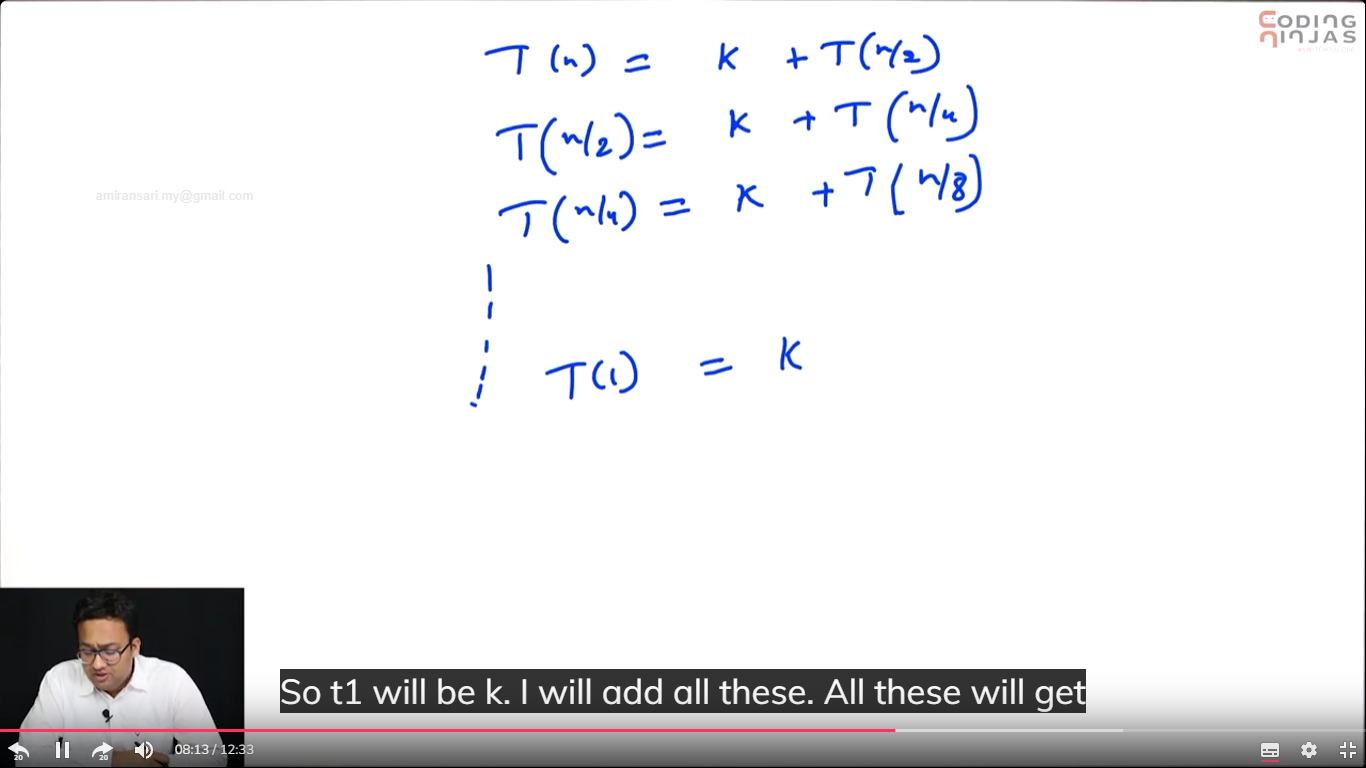 CODING
NINJAS
T(n) = K + T(n/2)
T(n/2) = K + T(n/4)
amiransari.my@gmail.com
T(n/4) = K + T(n/8)
T(1) = K
So t1 will be k. I will add all these. All these will get
20
20
08:13 / 12:33